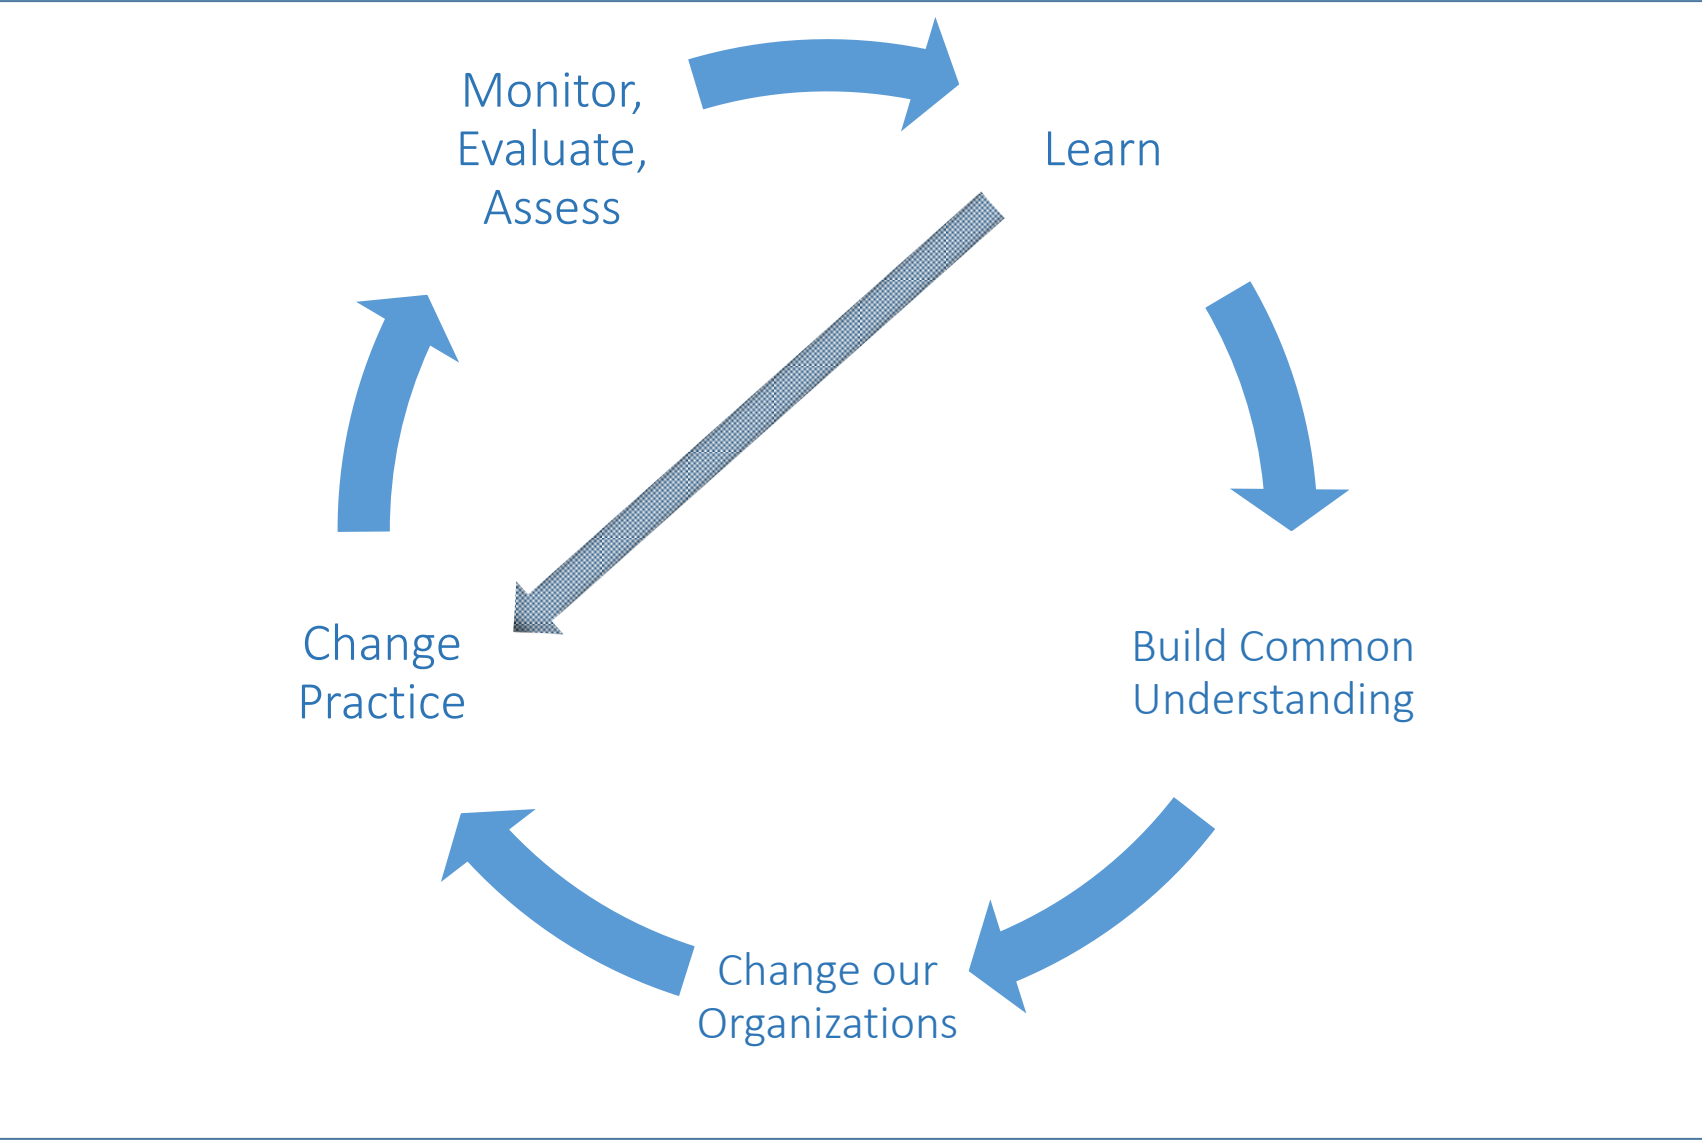 Monitor,
Evaluate,
Assess
Learn
Build Common
Understanding
Change our
Organizations
Change
Practice